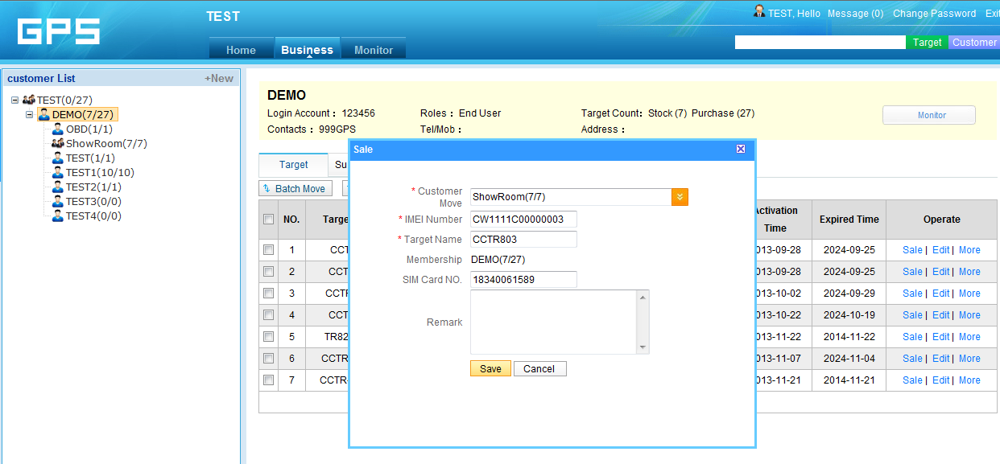 GPS
TEST
TEST, Hello Message (0) Change Password
Home Business Monitor
Target Customer
customer List +New
TEST(0/27)
DEMO(7/27)
OBD(1/1)
ShowRoom(7/7)
TEST(1/1)
TEST1(10/10)
TEST2(1/1)
TEST3(0/0)
TEST4(0/0)
DEMO
Login Account : 123456 Roles : End User Target Count: Stock (7) Purchase (27)
Contacts : 999GPS Tel/Mob : Address :
Monitor
Target Su
Batch Move
NO. Targe Activation Time Expired Time Operate
1 CCT 013-09-28 2024-09-25 Sale | Edit | More
2 CCT 013-09-28 2024-09-25 Sale | Edit | More
3 CCTR 013-10-02 2024-09-29 Sale | Edit | More
4 CCT 013-10-22 2024-10-19 Sale | Edit | More
5 TR82 013-11-22 2014-11-22 Sale | Edit | More
6 CCTR 013-11-07 2024-11-04 Sale | Edit | More
7 CCTR 013-11-21 2014-11-21 Sale | Edit | More
Sale
* Customer Move ShowRoom(7/7)
* IMEI Number CW1111C00000003
* Target Name CCTR803
Membership DEMO(7/27)
SIM Card NO. 18340061589
Remark
Save Cancel